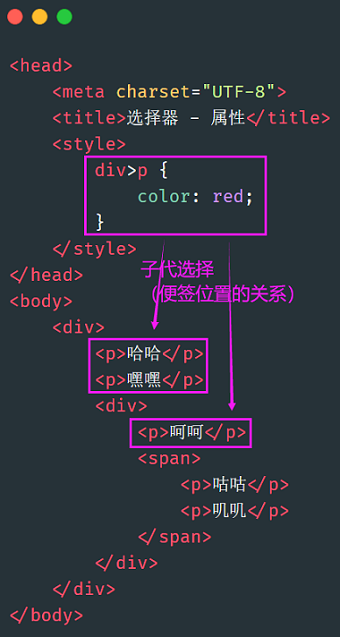 <head>
<meta charset="UTF-8">
<title>选择器 - 属性</title>
<style>
div>p {
color: red;
}
</style>
子代选择
</head>
（便签位置的关系）
<body>
<div>
<p>哈哈</p>
<p>嘿嘿</p>
<div>
<p>呵呵</p>
<span>
<p>咕咕</p>
<p>叽叽</p>
</span>
</div>
</div>
</body>